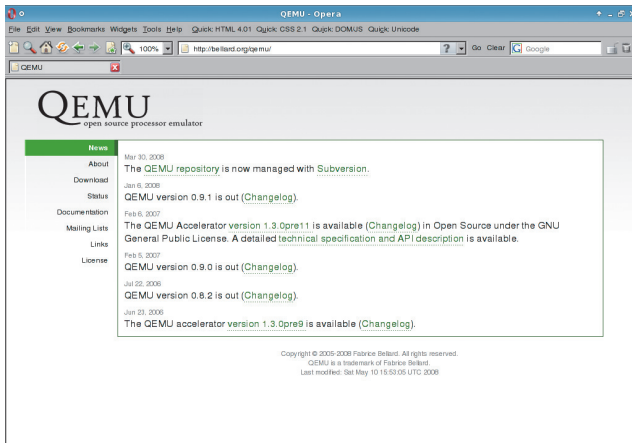 QEMU - Opera
File Edit View Bookmarks Widgets Tools Help Quick: HTML 4.01 Quick: CSS 2.1 Quick: DOMUS Quick: Unicode
100% http://bellard.org/qemu/ ? Go Clear G Google
QEMU
QEMU
open source processor emulator
News
About
Download
Status
Documentation
Mailing Lists
Links
License
Mar 30, 2008
The QEMU repository is now managed with Subversion.
Jan 6, 2008
QEMU version 0.9.1 is out (Changelog).
Feb 6, 2007
The QEMU Accelerator version 1.3.0pre11 is available (Changelog) in Open Source under the GNU
General Public License. A detailed technical specification and API description is available.
Feb 5, 2007
QEMU version 0.9.0 is out (Changelog).
Jul 22, 2006
QEMU version 0.8.2 is out (Changelog).
Jun 23, 2006
The QEMU accelerator version 1.3.0pre9 is available (Changelog).
Copyright © 2005-2008 Fabrice Bellard. All rights reserved.
QEMU is a trademark of Fabrice Bellard.
Last modified: Sat May 10 15:53:05 UTC 2008